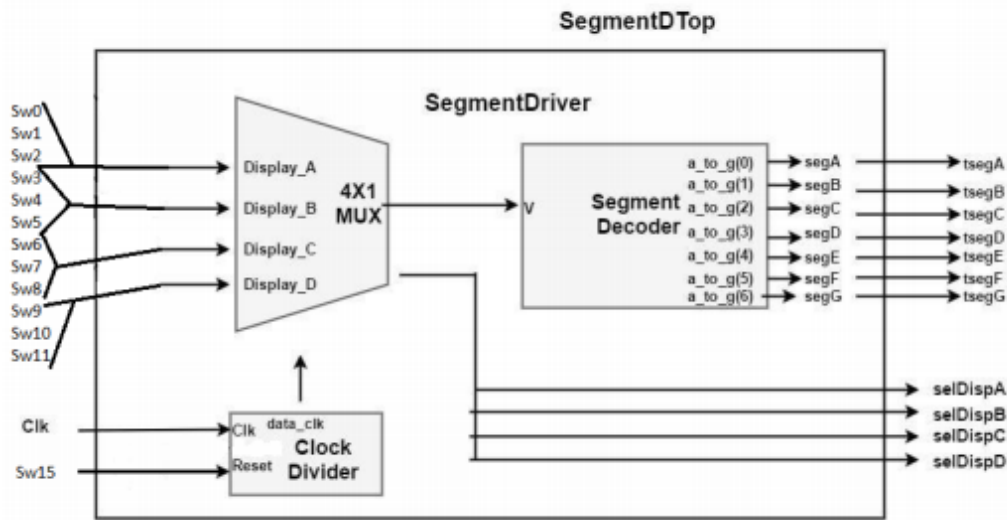 SegmentDTop
SegmentDriver
Sw0
Sw1
Sw2
Sw3
Sw4
Sw5
Sw6
Sw7
Sw8
Sw9
Sw10
Sw11
Clk
Sw15
Display_A
Display_B
Display_C
Display_D
4X1
MUX
data_clk
Clk
Reset
Clock
Divider
V
Segment
Decoder
a_to_g(0)
a_to_g(1)
a_to_g(2)
a_to_g(3)
a_to_g(4)
a_to_g(5)
a_to_g(6)
segA
segB
segC
segD
segE
segF
segG
tsegA
tsegB
tsegC
tsegD
tsegE
tsegF
tsegG
selDispA
selDispB
selDispC
selDispD